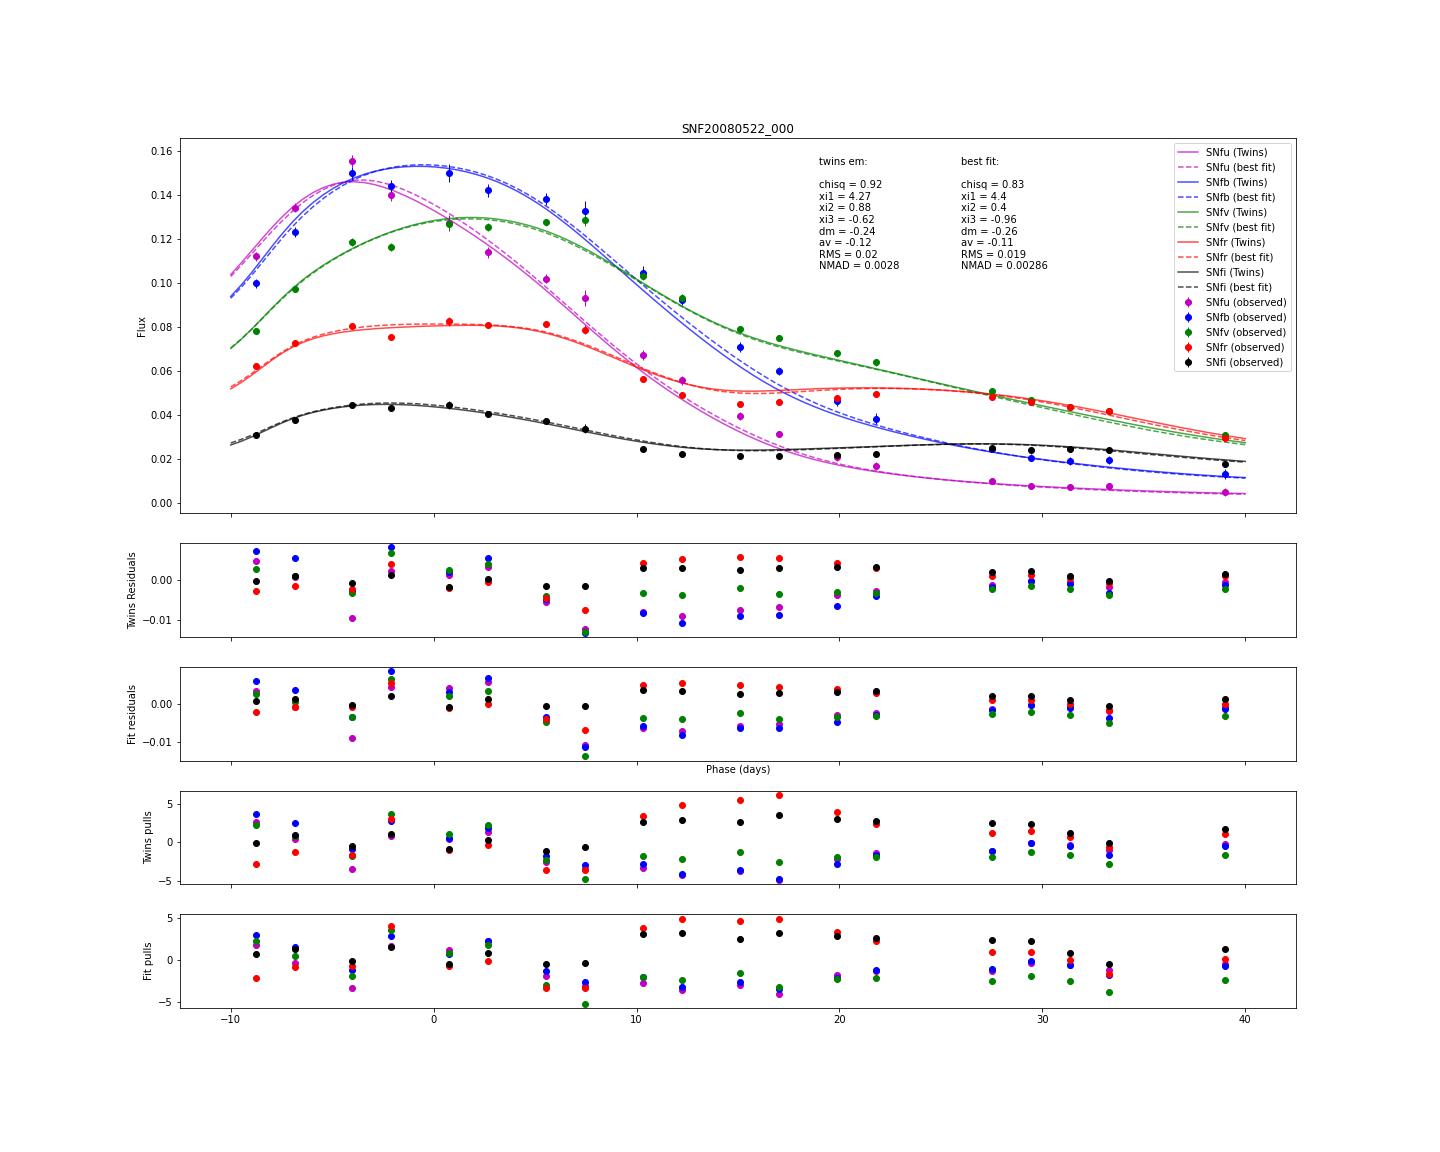 SNF20080522_000
0.16
0.14
0.12
0.10
0.08
0.06
0.04
0.02
0.00
Flux
twins em:
chisq = 0.92
xi1 = 4.27
xi2 = 0.88
xi3 = -0.62
dm = -0.24
av = -0.12
RMS = 0.02
NMAD = 0.0028
best fit:
chisq = 0.83
xi1 = 4.4
xi2 = 0.4
xi3 = -0.96
dm = -0.26
av = -0.11
RMS = 0.019
NMAD = 0.00286
SNfu (Twins)
SNfu (best fit)
SNfb (Twins)
SNfb (best fit)
SNfv (Twins)
SNfv (best fit)
SNfr (Twins)
SNfr (best fit)
SNfi (Twins)
SNfi (best fit)
SNfu (observed)
SNfb (observed)
SNfv (observed)
SNfr (observed)
SNfi (observed)
Twins Residuals
0.00
−0.01
Fit residuals
0.00
−0.01
Phase (days)
Twins pulls
5
0
−5
Fit pulls
5
0
−5
−10
0
10
20
30
40